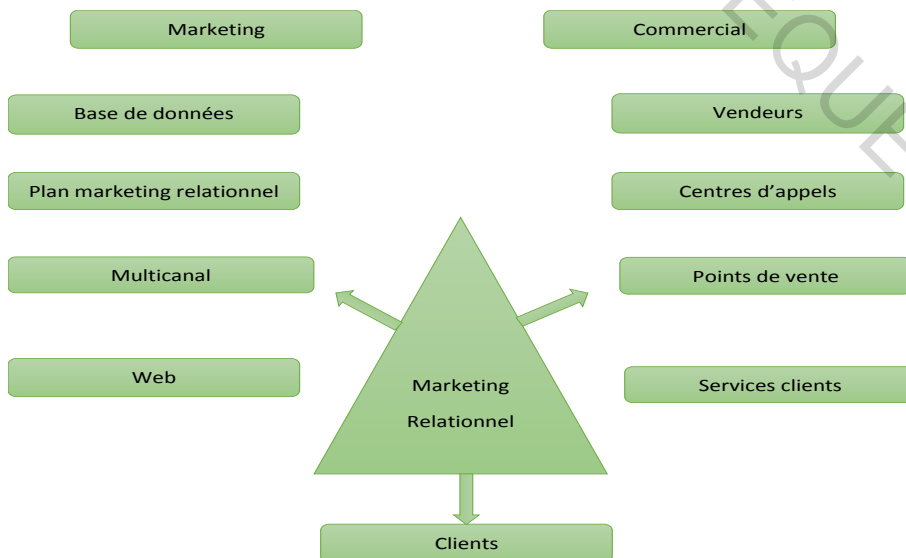 Marketing
Commercial
Base de données
Vendeurs
Plan marketing relationnel
Centres d'appels
Multicanal
Points de vente
Web
Services clients
Marketing
Relationnel
Clients